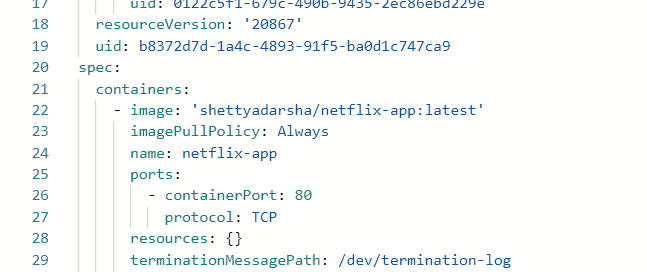 17 uid: 0122c5f1-679c-490b-9435-2ec86ebd229e
18 resourceVersion: '20867'
19 uid: b8372d7d-1a4c-4893-91f5-ba0d1c747ca9
20 spec:
21 containers:
22 - image: 'shettyadarsha/netflix-app:latest'
23 imagePullPolicy: Always
24 name: netflix-app
25 ports:
26 - containerPort: 80
27 protocol: TCP
28 resources: {}
29 terminationMessagePath: /dev/termination-log